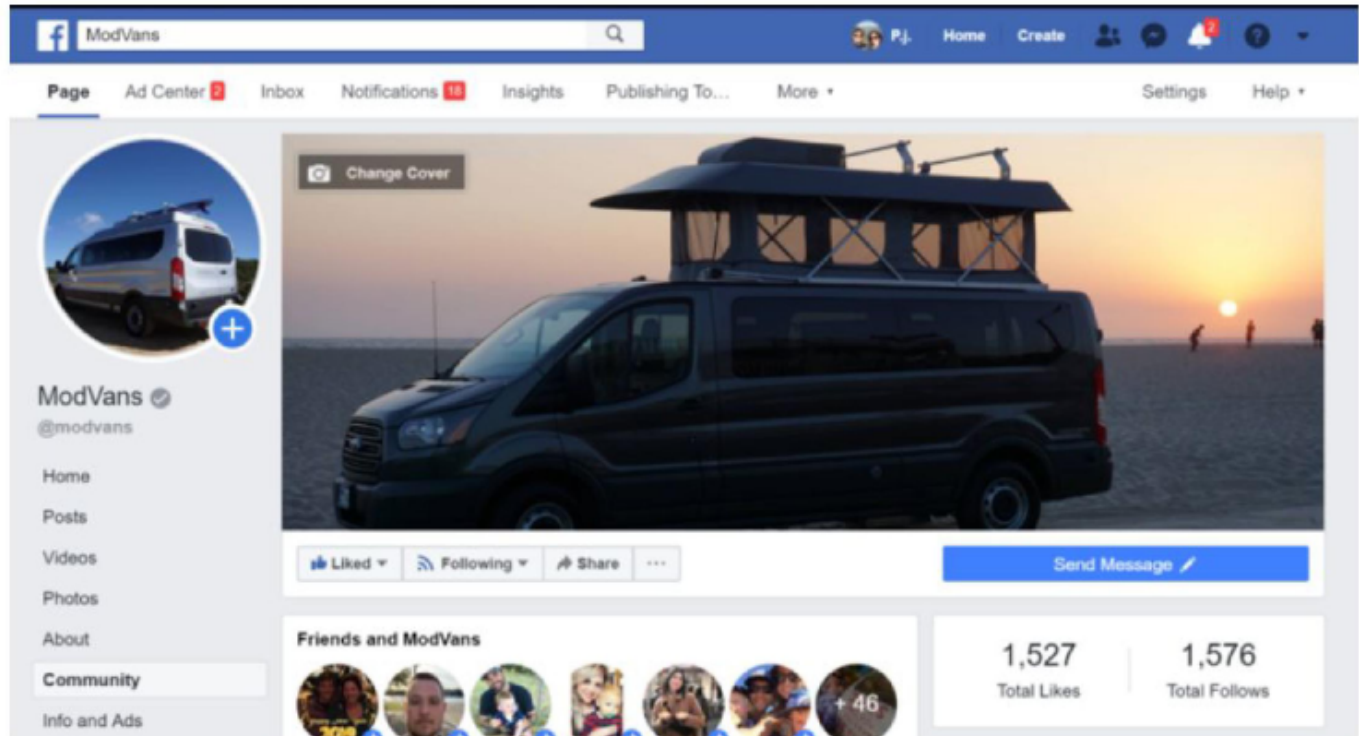 f ModVans
P.j. Home Create 2 ?
Page Ad Center 2 Inbox Notifications 18 Insights Publishing To... More Settings Help
Change Cover
ModVans
@modvans
Home
Posts
Videos
Photos
About
Community
Info and Ads
Liked Following Share ... Send Message
Friends and ModVans
+ 46
2019
1,527 1,576
Total Likes Total Follows